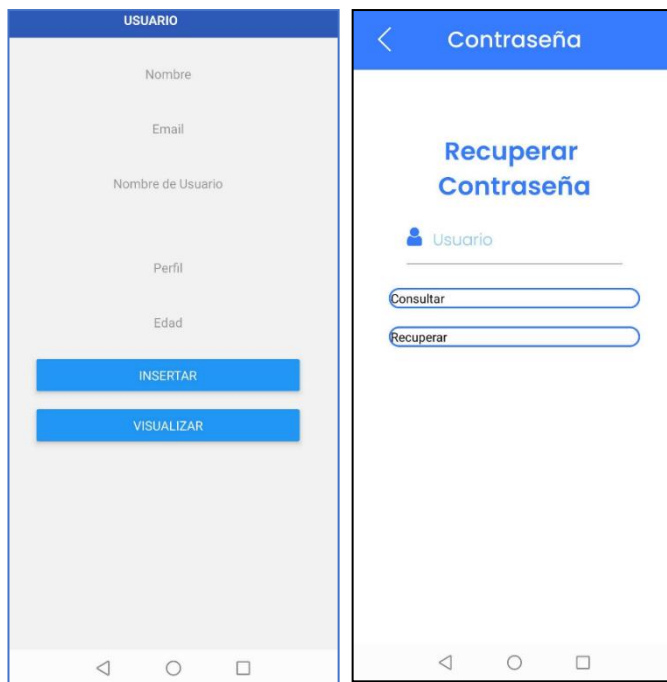 USUARIO
Nombre
Email
Nombre de Usuario
Perfil
Edad
INSERTAR
VISUALIZAR
Contraseña
Recuperar
Contraseña
Usuario
Consultar
Recuperar